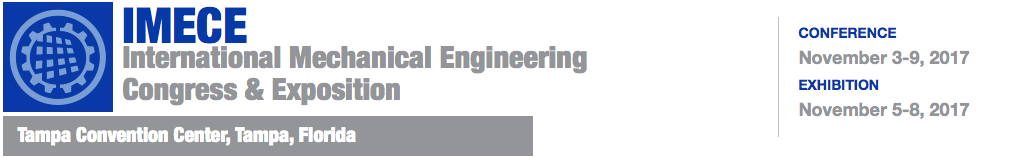 IMECE
International Mechanical Engineering
Congress & Exposition
Tampa Convention Center, Tampa, Florida
CONFERENCE
November 3-9, 2017
EXHIBITION
November 5-8, 2017